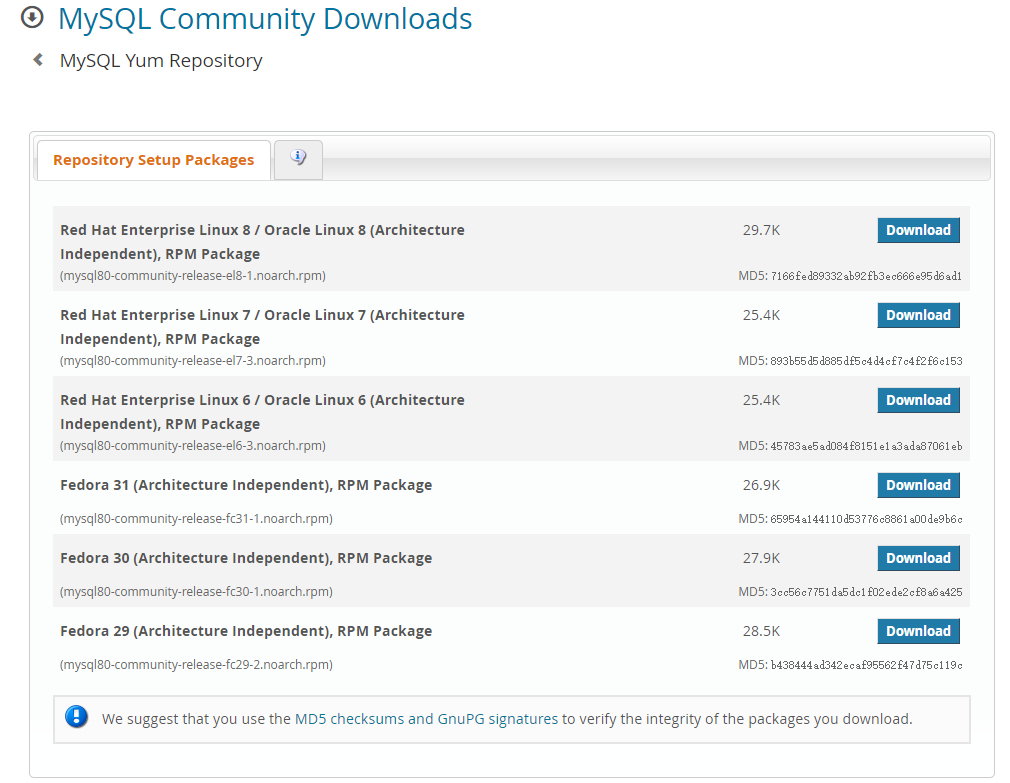 MySQL Community Downloads
MySQL Yum Repository
Repository Setup Packages
Red Hat Enterprise Linux 8 / Oracle Linux 8 (Architecture
Independent), RPM Package
29.7K
Download
(mysql80-community-release-el8-1.noarch.rpm)
MD5: 7166fed89332ab92fb3ec666e95d6ad1
Red Hat Enterprise Linux 7 / Oracle Linux 7 (Architecture
Independent), RPM Package
25.4K
Download
(mysql80-community-release-el7-3.noarch.rpm)
MD5: 893b55d5d885df5c4d4cf7c4f2f6c153
Red Hat Enterprise Linux 6 / Oracle Linux 6 (Architecture
Independent), RPM Package
25.4K
Download
(mysql80-community-release-el6-3.noarch.rpm)
MD5: 45783ae5ad084f8151e1a3ada87061eb
Fedora 31 (Architecture Independent), RPM Package
26.9K
Download
(mysql80-community-release-fc31-1.noarch.rpm)
MD5: 65954a144110d53776c8861a00de9b6c
Fedora 30 (Architecture Independent), RPM Package
27.9K
Download
(mysql80-community-release-fc30-1.noarch.rpm)
MD5: 3cc56c7751da5dc1f02ede2cf8a6a425
Fedora 29 (Architecture Independent), RPM Package
28.5K
Download
(mysql80-community-release-fc29-2.noarch.rpm)
MD5: b438444ad342ecaf95562f47d75c119c
We suggest that you use the MD5 checksums and GnuPG signatures to verify the integrity of the packages you download.